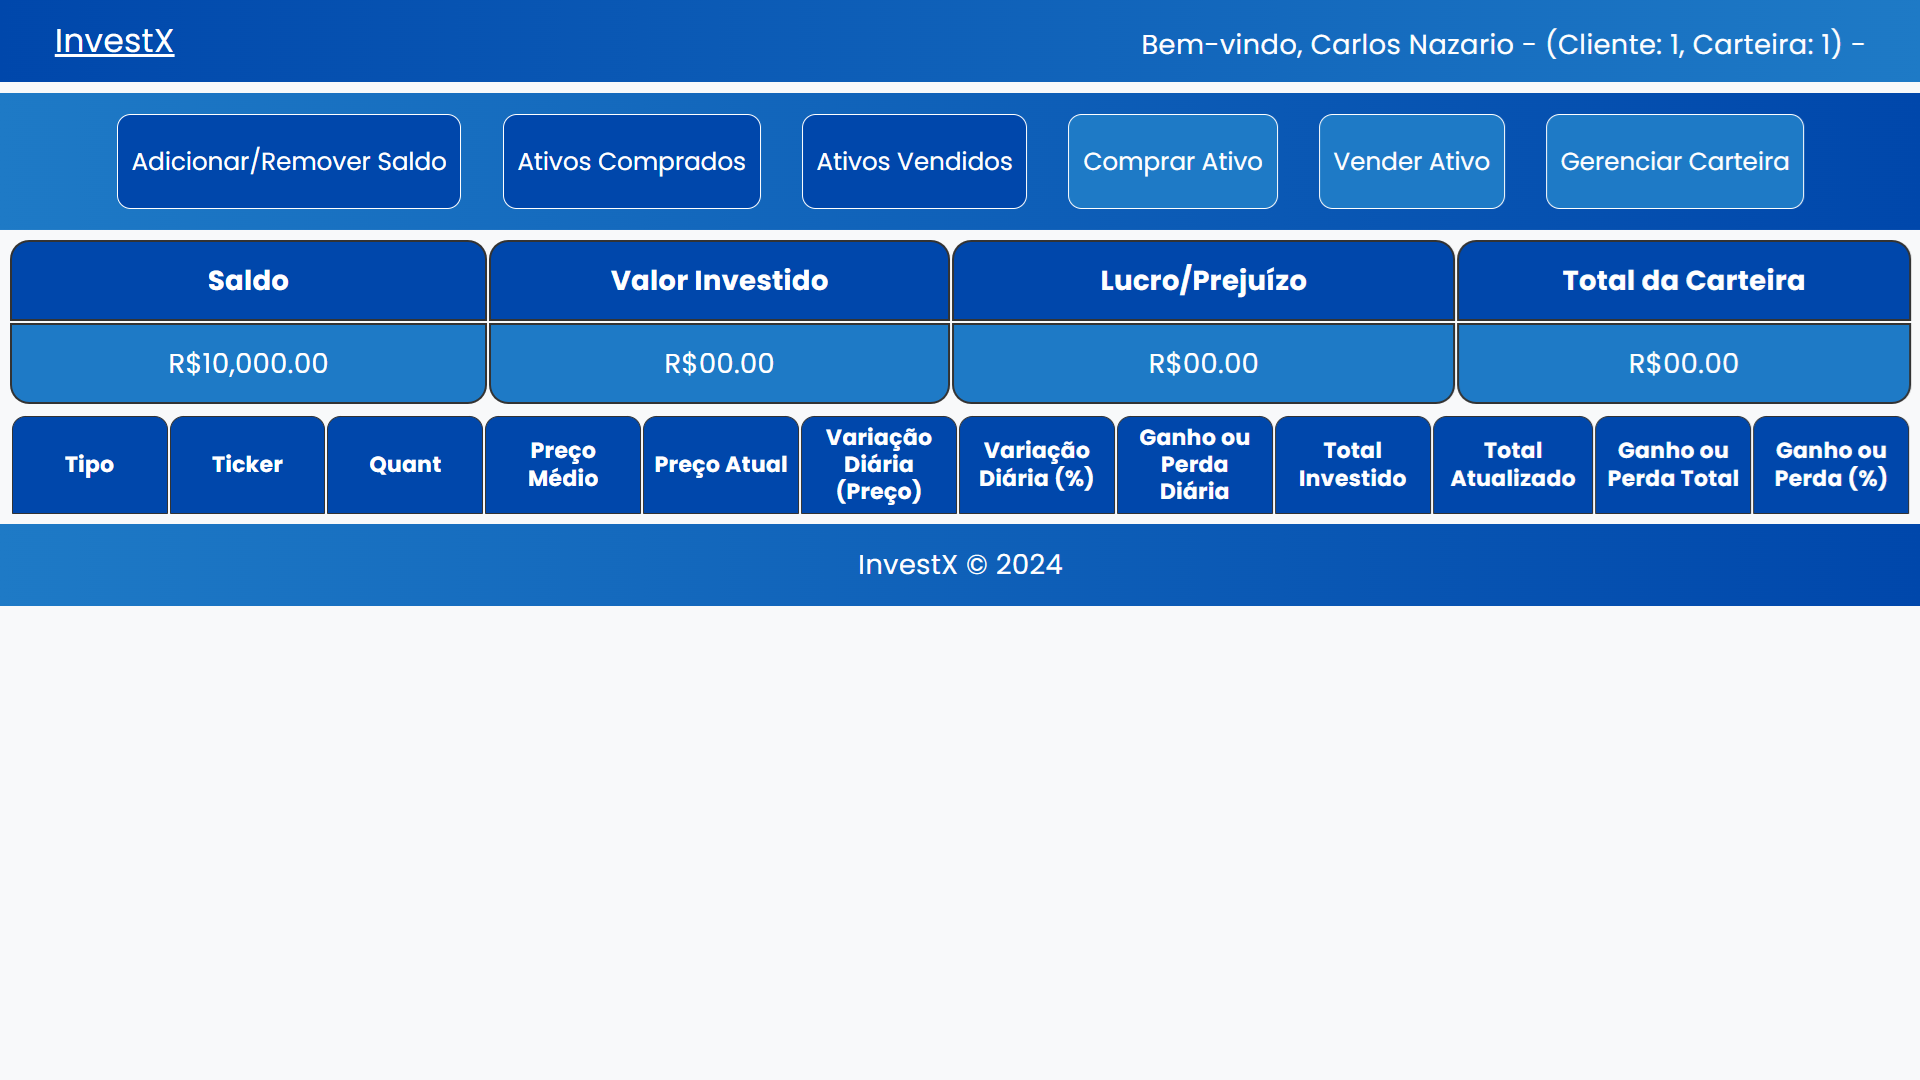 InvestX
Bem-vindo, Carlos Nazario - (Cliente: 1, Carteira: 1) -
Adicionar/Remover Saldo
Ativos Comprados
Ativos Vendidos
Comprar Ativo
Vender Ativo
Gerenciar Carteira
Saldo
Valor Investido
Lucro/Prejuízo
Total da Carteira
R$10,000.00
R$00.00
R$00.00
R$00.00
Tipo
Ticker
Quant
Preço
Médio
Preço Atual
Variação
Diária
(Preço)
Variação
Diária (%)
Ganho ou
Perda
Diária
Total
Investido
Total
Atualizado
Ganho ou
Perda Total
Ganho ou
Perda (%)
InvestX © 2024